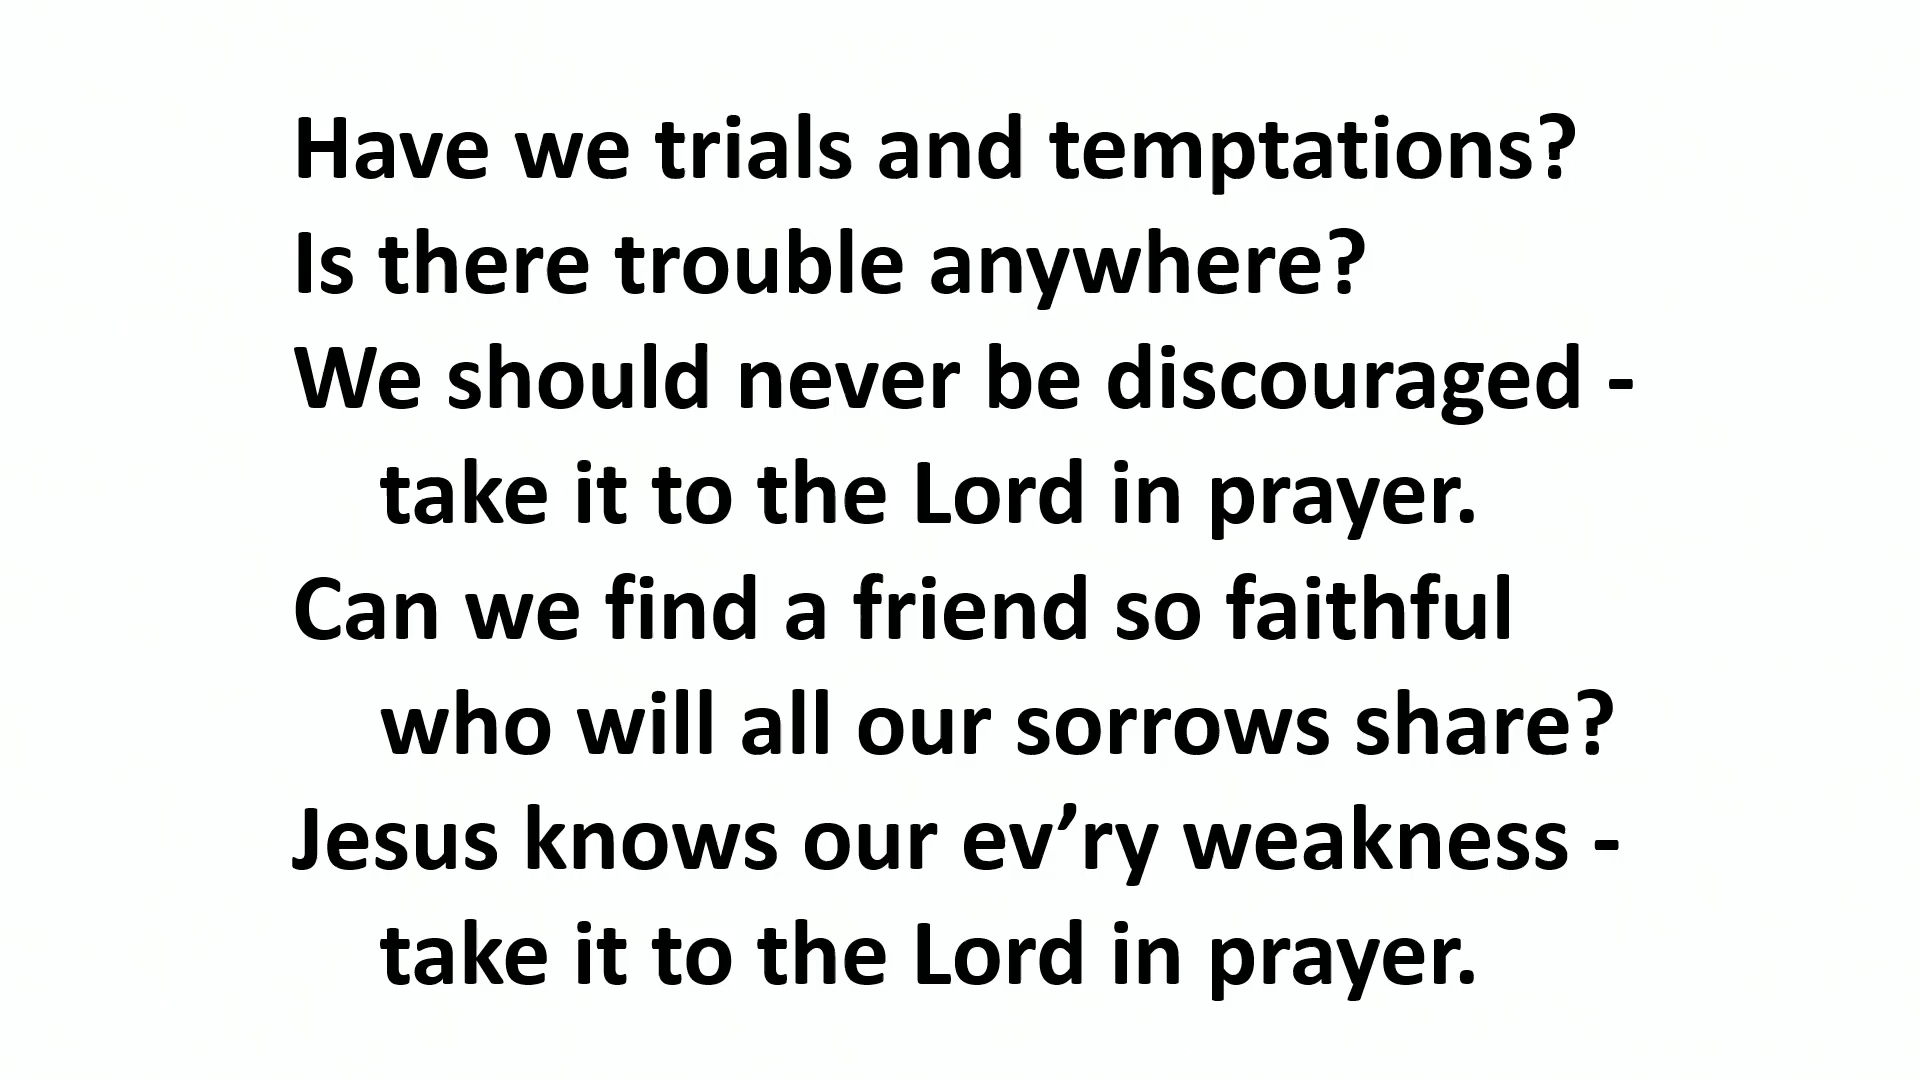 Have we trials and temptations?
Is there trouble anywhere?
We should never be discouraged -
take it to the Lord in prayer.
Can we find a friend so faithful
who will all our sorrows share?
Jesus knows our ev’ry weakness -
take it to the Lord in prayer.